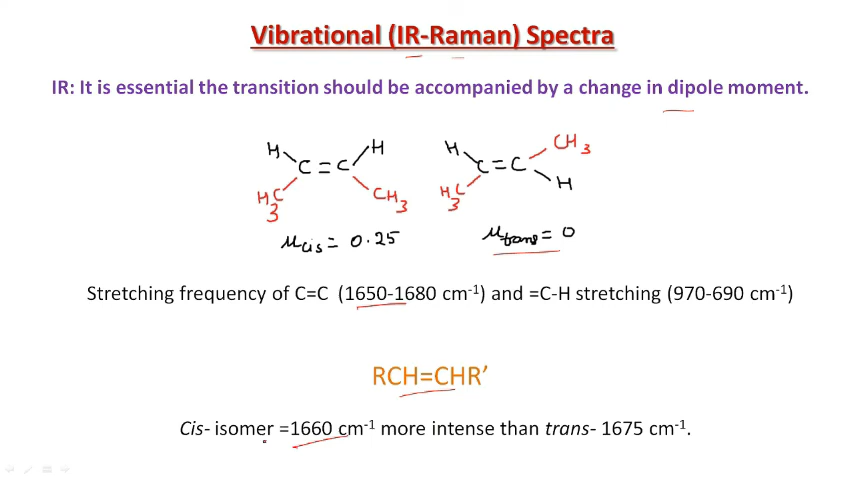 Vibrational (IR-Raman) Spectra
IR: It is essential the transition should be accompanied by a change in dipole moment.
H H H CH3
C = C C = C
H3C CH3 H3C H
μcis = 0.25 μtrans = 0
Stretching frequency of C=C (1650-1680 cm⁻¹) and =C-H stretching (970-690 cm⁻¹)
RCH=CHR’
Cis- isomer =1660 cm⁻¹ more intense than trans- 1675 cm⁻¹.